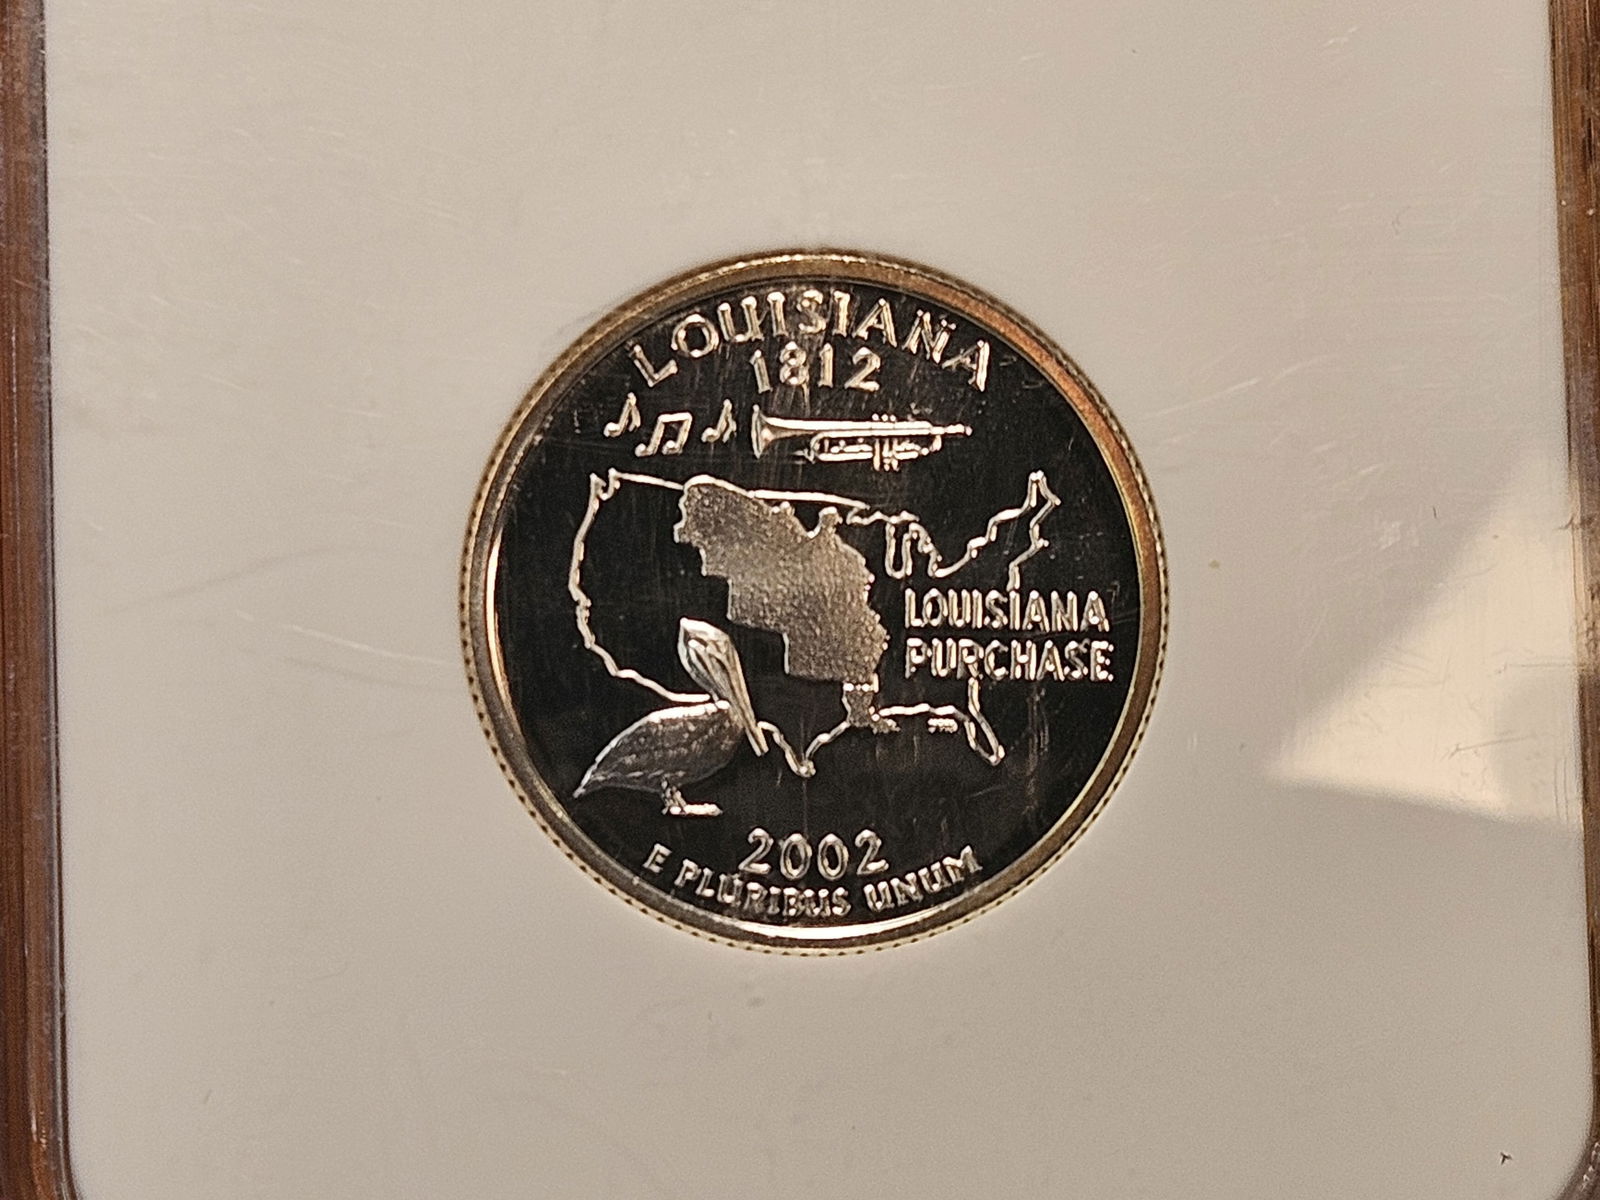 LOUISIANA
1812
LOUISIANA
PURCHASE
2002
E PLURIBUS UNUM